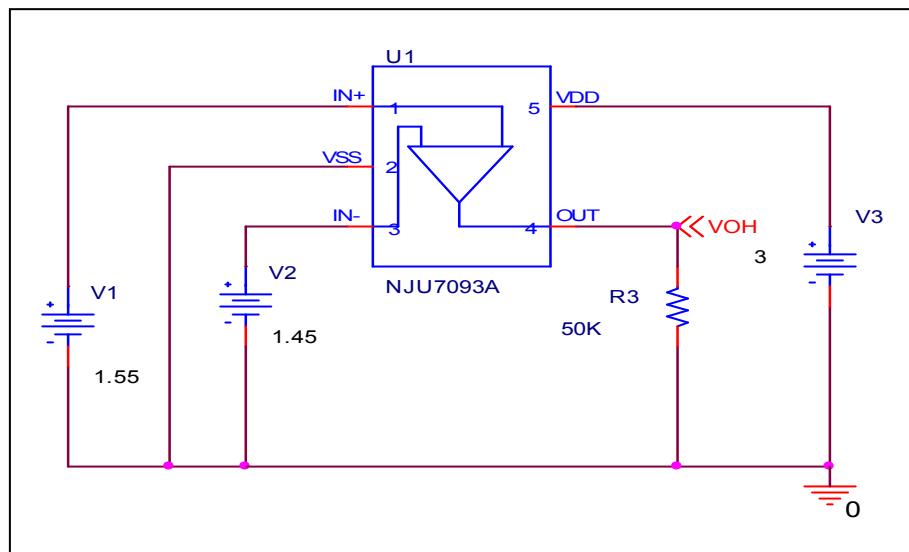 U1
IN+
1
5
VDD
VSS
2
IN-
3
4
OUT
VOH
V3
3
V2
NJU7093A
R3
V1
1.45
50K
1.55
0